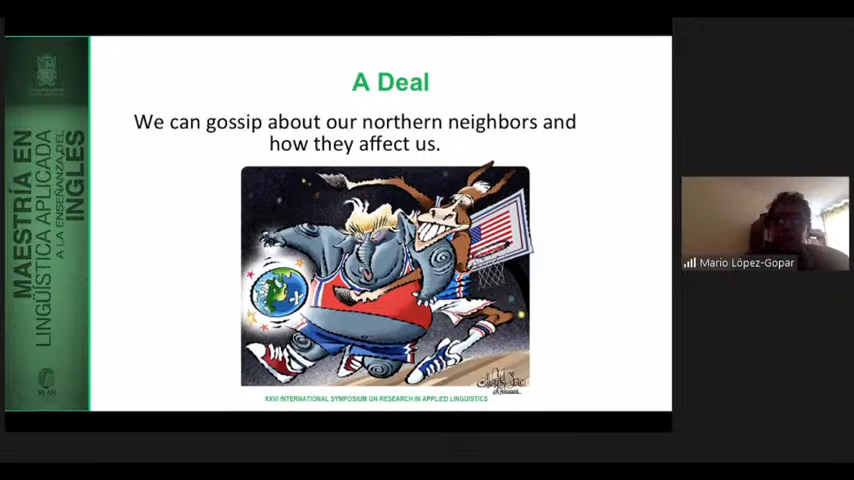 A Deal
We can gossip about our northern neighbors and
how they affect us.
MAESTRÍA EN
LINGÜÍSTICA APLICADA
A LA ENSEÑANZA DEL
INGLÉS
XXVI INTERNATIONAL SYMPOSIUM ON RESEARCH IN APPLIED LINGUISTICS
Mario López-Gopar